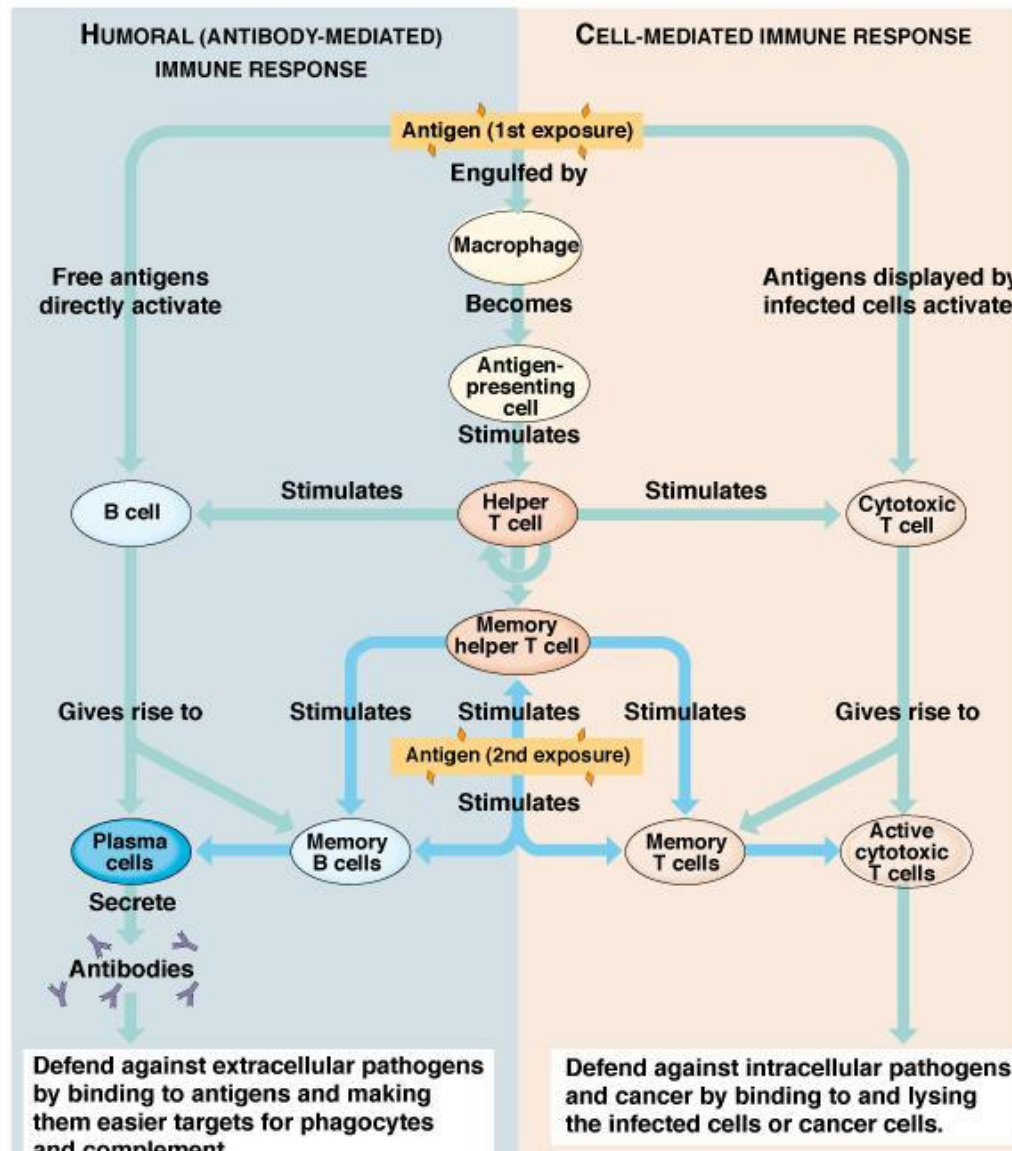 HUMORAL (ANTIBODY-MEDIATED)
IMMUNE RESPONSE
CELL-MEDIATED IMMUNE RESPONSE
Antigen (1st exposure)
Engulfed by
Macrophage
Free antigens
directly activate
Antigens displayed by
infected cells activate
Becomes
Antigen-
presenting
cell
Stimulates
B cell
Stimulates
Helper
T cell
Stimulates
Cytotoxic
T cell
Memory
helper T cell
Gives rise to
Stimulates
Stimulates
Stimulates
Gives rise to
Antigen (2nd exposure)
Stimulates
Plasma
cells
Memory
B cells
Memory
T cells
Active
cytotoxic
T cells
Secrete
Antibodies
Defend against extracellular pathogens
by binding to antigens and making
them easier targets for phagocytes
and complement
Defend against intracellular pathogens
and cancer by binding to and lysing
the infected cells or cancer cells.